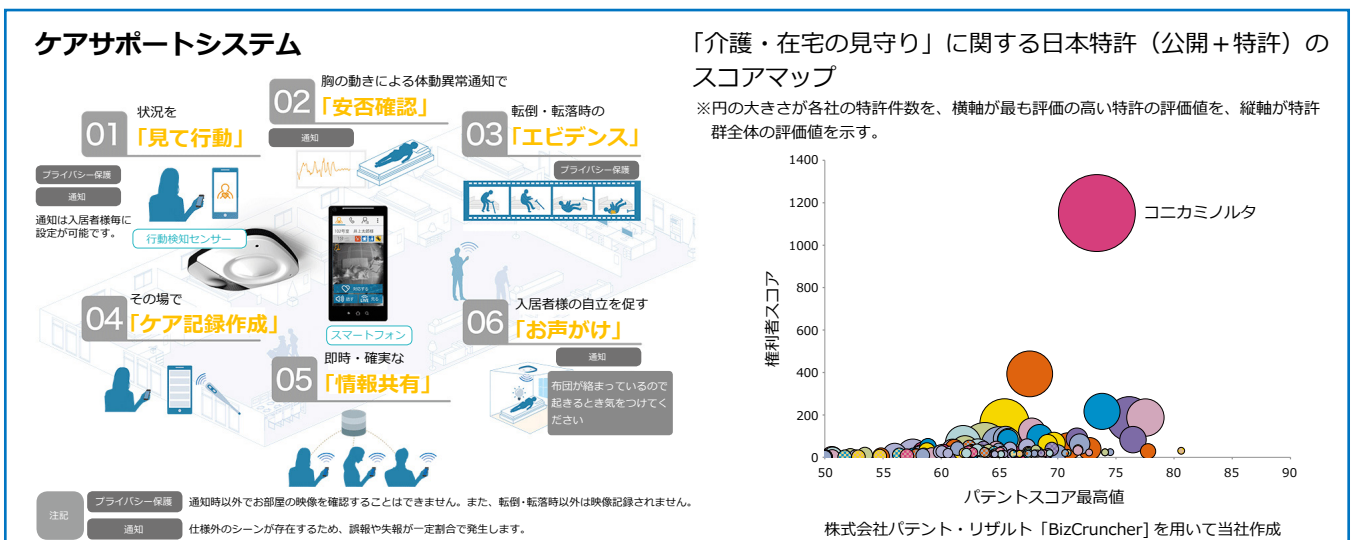 ケアサポートシステム
01
状況を
「見て行動」
プライバシー保護
通知
通知は入居者様毎に
設定が可能です。
行動検知センサー
02
胸の動きによる体動異常通知で
「安否確認」
通知
03
転倒・転落時の
「エビデンス」
プライバシー保護
04
その場で
「ケア記録作成」
スマートフォン
05
即時・確実な
「情報共有」
06
入居者様の自立を促す
「お声がけ」
通知
布団が絡まっているので
起きるとき気をつけてく
ださい
注記
プライバシー保護
通知時以外でお部屋の映像を確認することはできません。また、転倒・転落時以外は映像記録されません。
通知
仕様外のシーンが存在するため、誤報や失報が一定割合で発生します。
「介護・在宅の見守り」に関する日本特許（公開＋特許）の
スコアマップ
※円の大きさが各社の特許件数を、横軸が最も評価の高い特許の評価値を、縦軸が特許
群全体の評価値を示す。
権利者スコア
1400
1200
1000
800
600
400
200
0
コニカミノルタ
50 55 60 65 70 75 80 85 90
パテントスコア最高値
株式会社パテント・リザルト「BizCruncher] を用いて当社作成